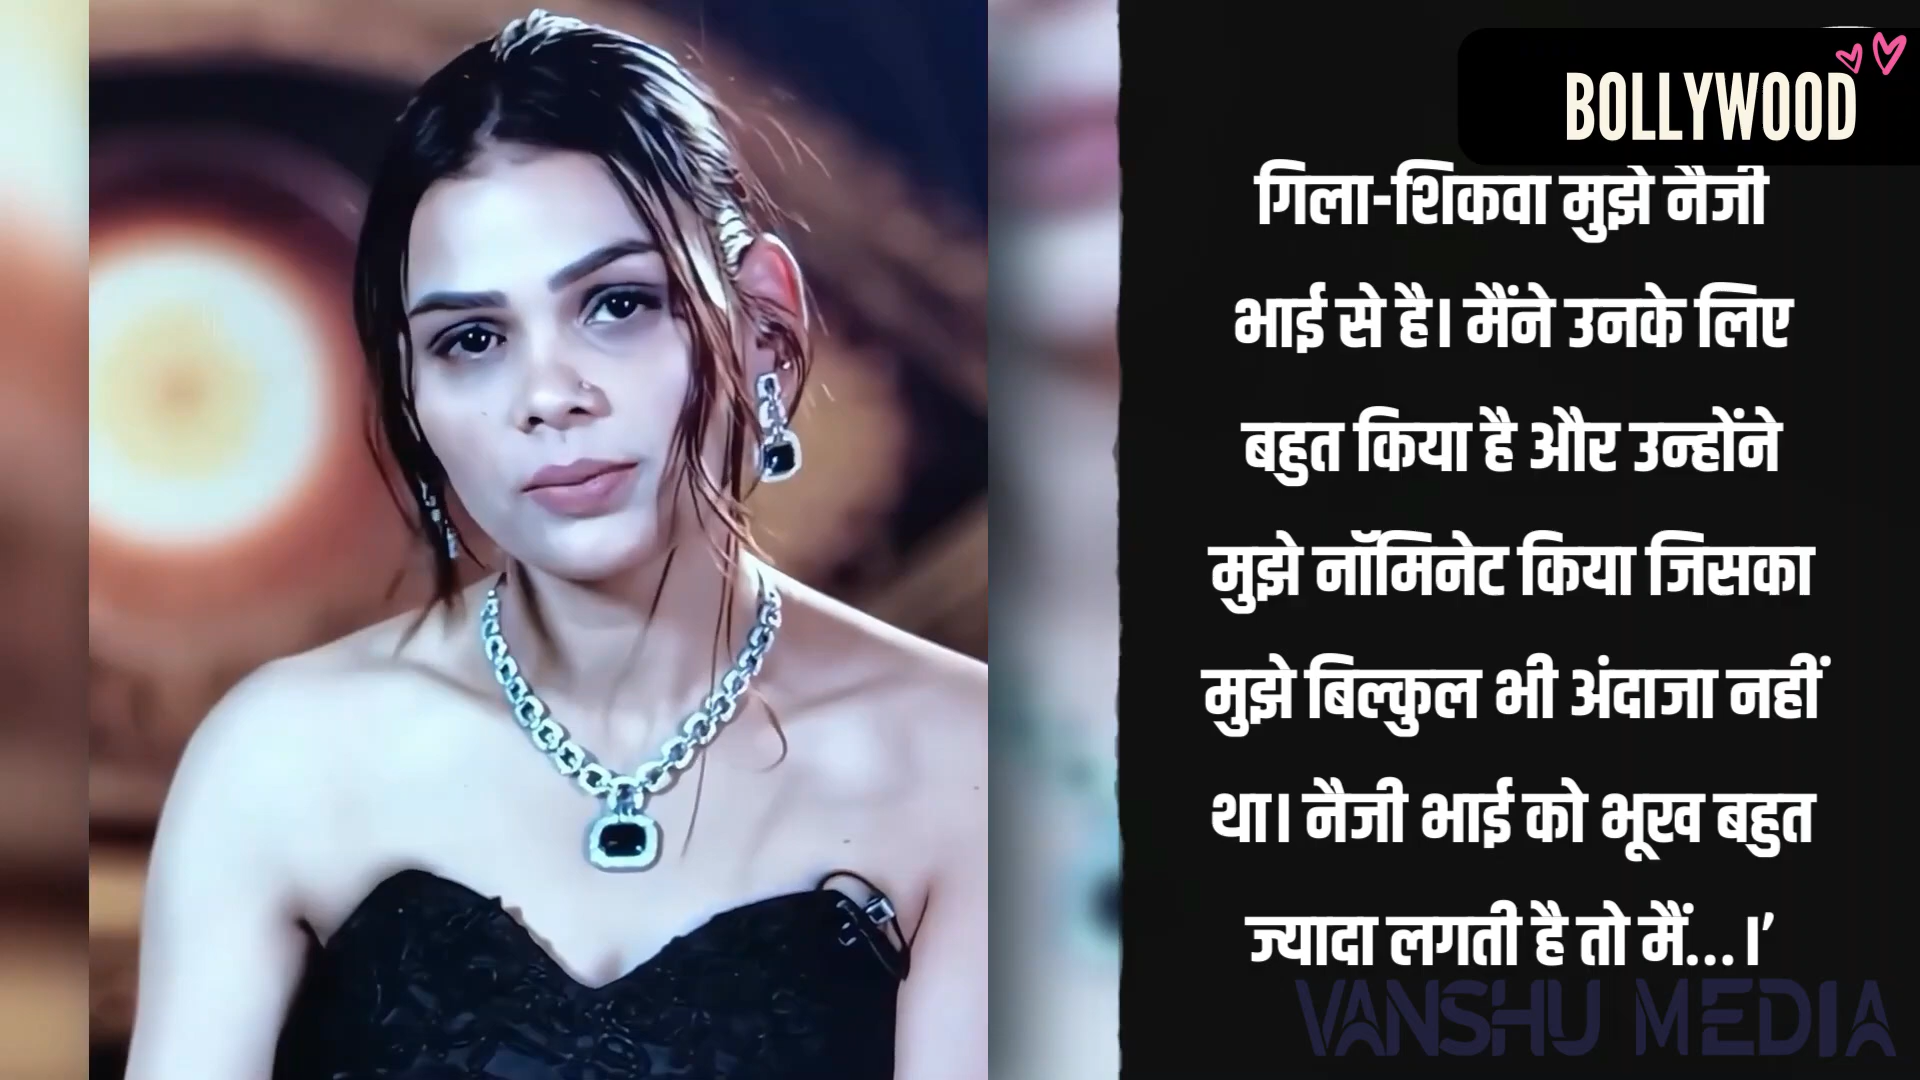 BOLLYWOOD
गिला-शिकवा मुझे नैजी
भाई से है। मैंने उनके लिए
बहुत किया है और उन्होंने
मुझे नॉमिनेट किया जिसका
मुझे बिल्कुल भी अंदाजा नहीं
था। नैजी भाई को भूख बहुत
ज्यादा लगती है तो मैं...।’
VANSHU MEDIA